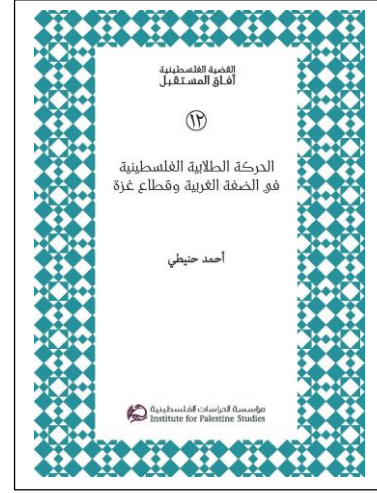 القضية الفلسطينية
آفاق المستقبل
١٢
الحركة الطلابية الفلسطينية
في الضفة الغربية وقطاع غزة
أحمد حنيطي
مؤسسة الدراسات الفلسطينية
Institute for Palestine Studies